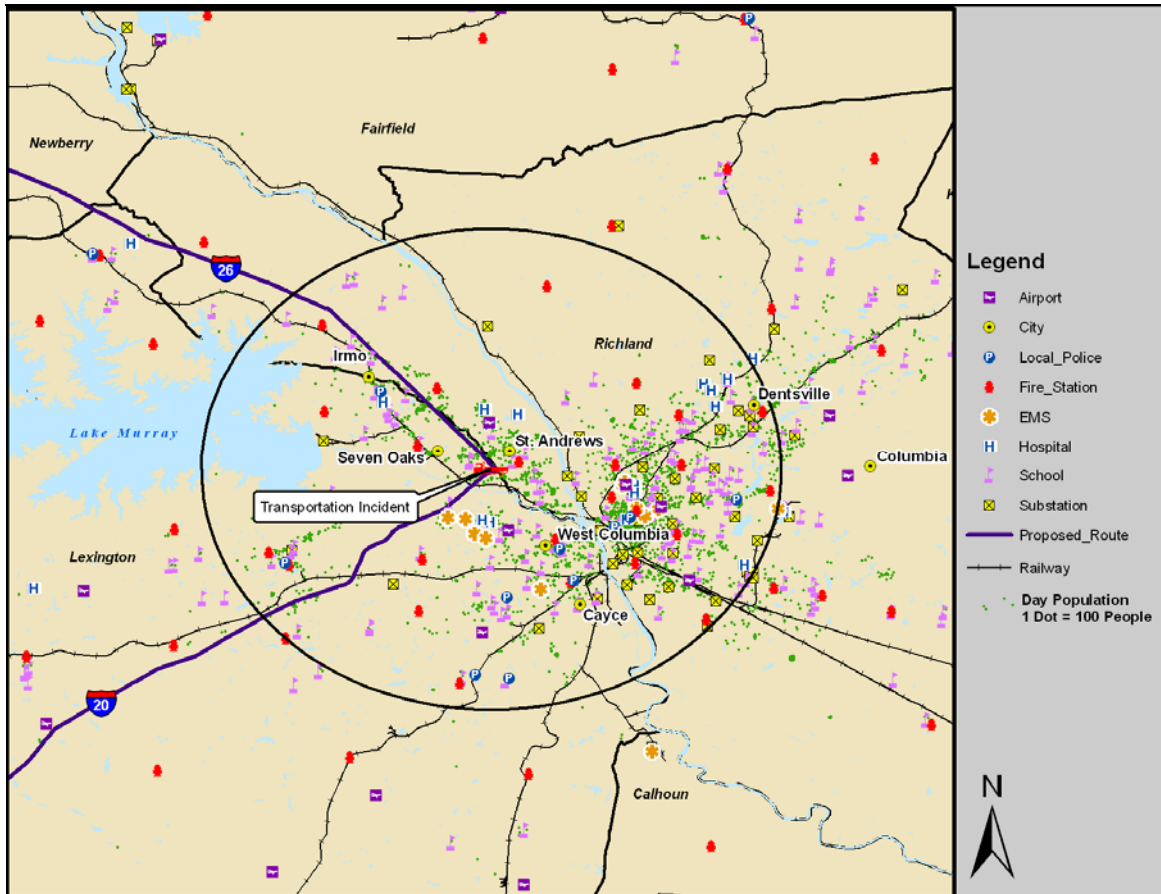 Newberry
Fairfield
26
Richland
Irmo
Dentsville
Lake Murray
St. Andrews
Seven Oaks
Columbia
Transportation Incident
West Columbia
Lexington
Cayce
20
Calhoun
Legend
Airport
City
Local_Police
Fire_Station
EMS
Hospital
School
Substation
Proposed_Route
Railway
Day Population
1 Dot = 100 People
N